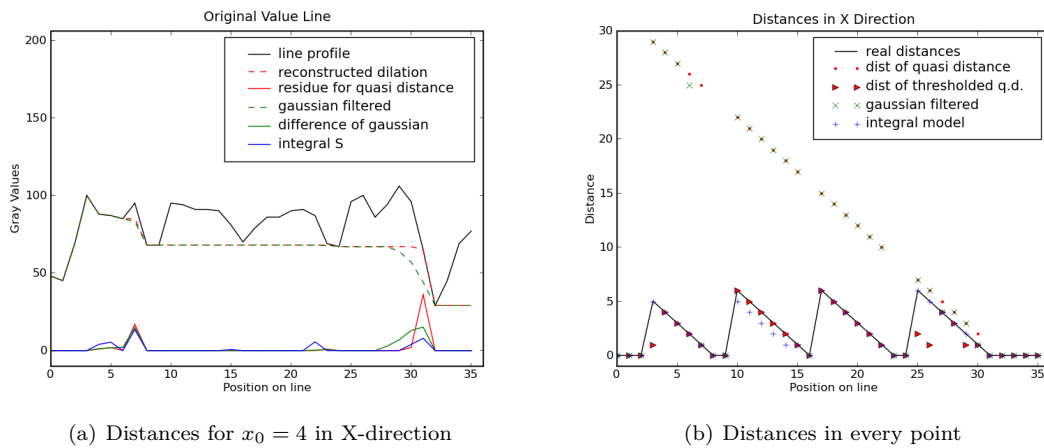 Original Value Line
line profile
reconstructed dilation
residue for quasi distance
gaussian filtered
difference of gaussian
integral S
Gray Values
200
150
100
50
0
0 5 10 15 20 25 30 35
Position on line
(a) Distances for x₀ = 4 in X-direction
Distances in X Direction
real distances
dist of quasi distance
dist of thresholded q.d.
gaussian filtered
integral model
Distance
30
25
20
15
10
5
0
0 5 10 15 20 25 30 35
Position on line
(b) Distances in every point